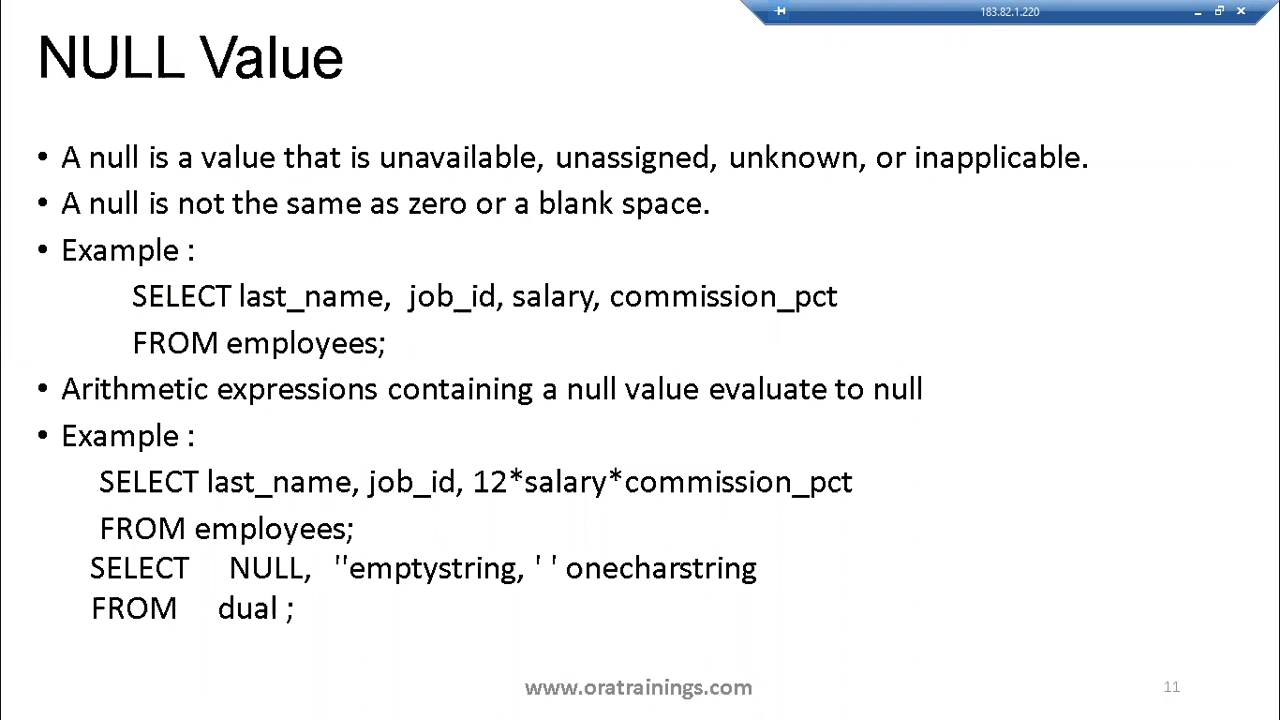 183.82.1.220
NULL Value
• A null is a value that is unavailable, unassigned, unknown, or inapplicable.
• A null is not the same as zero or a blank space.
• Example :
SELECT last_name,  job_id, salary, commission_pct
FROM employees;
• Arithmetic expressions containing a null value evaluate to null
• Example :
SELECT last_name, job_id, 12*salary*commission_pct
FROM employees;
SELECT   NULL,  ''emptystring, ' ' onecharstring
FROM   dual ;
www.oratrainings.com
11